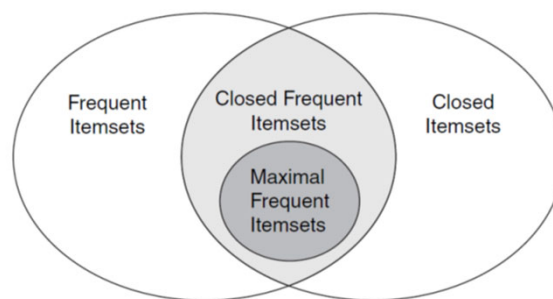 Frequent
Itemsets
Closed Frequent
Itemsets
Closed
Itemsets
Maximal
Frequent
Itemsets